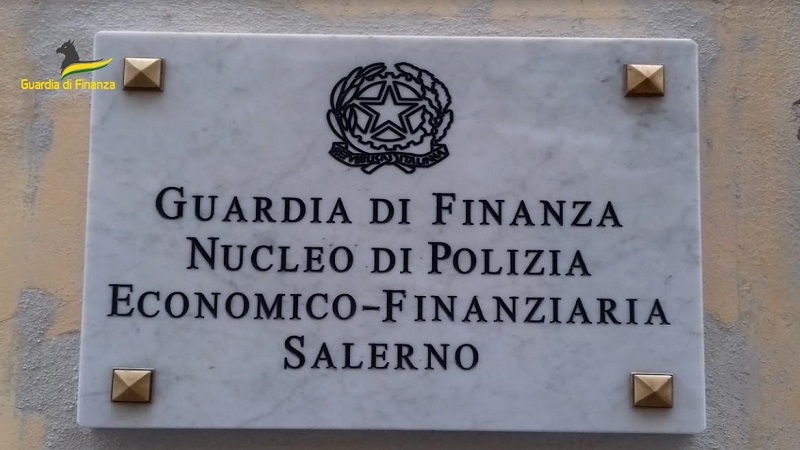 Guardia di Finanza
REPVBBLICA ITALIANA
GUARDIA DI FINANZA
NUCLEO DI POLIZIA
ECONOMICO-FINANZIARIA
SALERNO